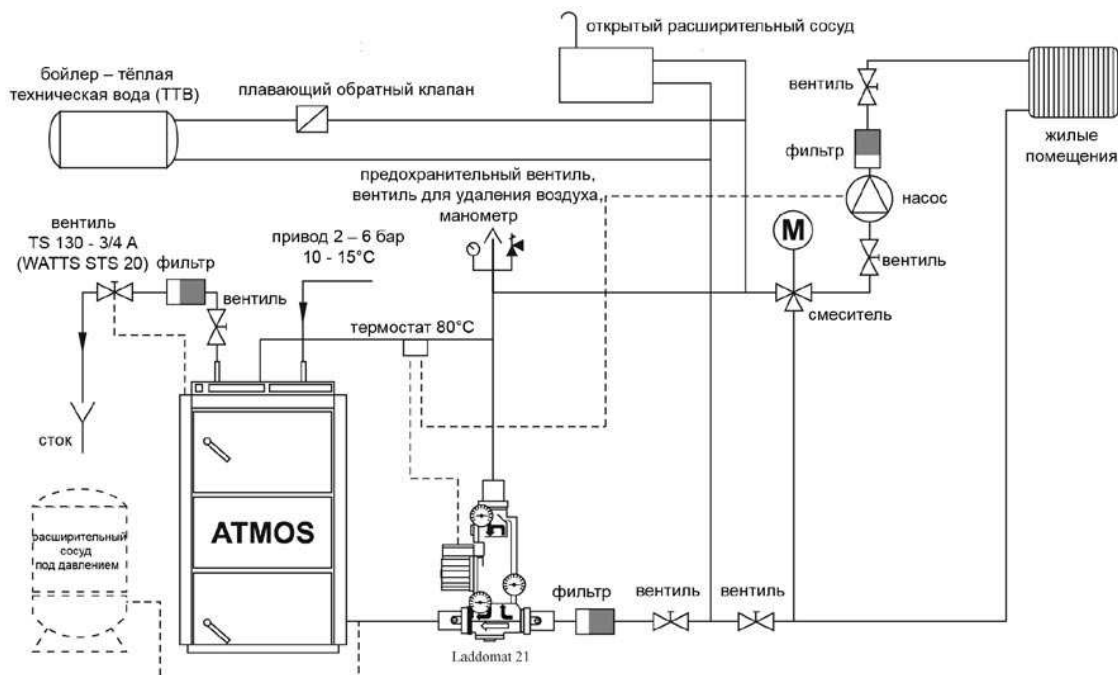 открытый расширительный сосуд
бойлер – тёплая
техническая вода (ТТВ)
плавающий обратный клапан
вентиль
жилые
помещения
фильтр
предохранительный вентиль,
вентиль для удаления воздуха,
манометр
насос
вентиль
TS 130 - 3/4 A
(WATTS STS 20)
фильтр
привод 2 – 6 бар
10 - 15°C
M
вентиль
вентиль
смеситель
термостат 80°C
сток
ATMOS
расширительный
сосуд
под давлением
фильтр
вентиль
вентиль
Laddomat 21